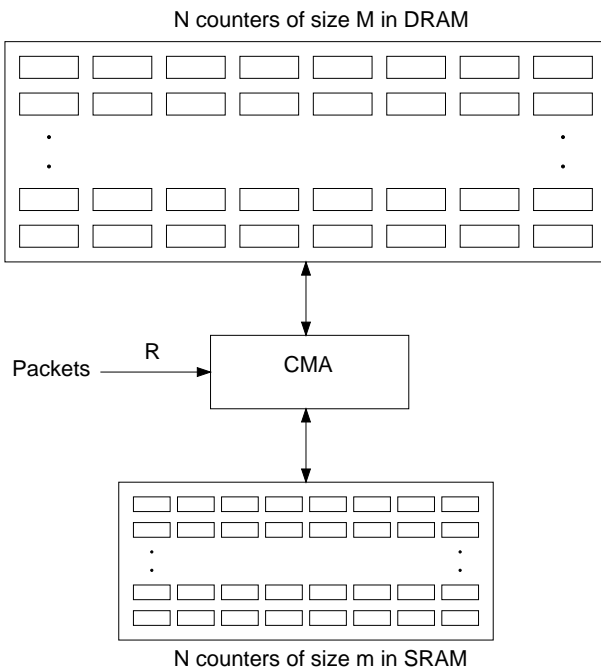 N counters of size M in DRAM
R
Packets
CMA
N counters of size m in SRAM